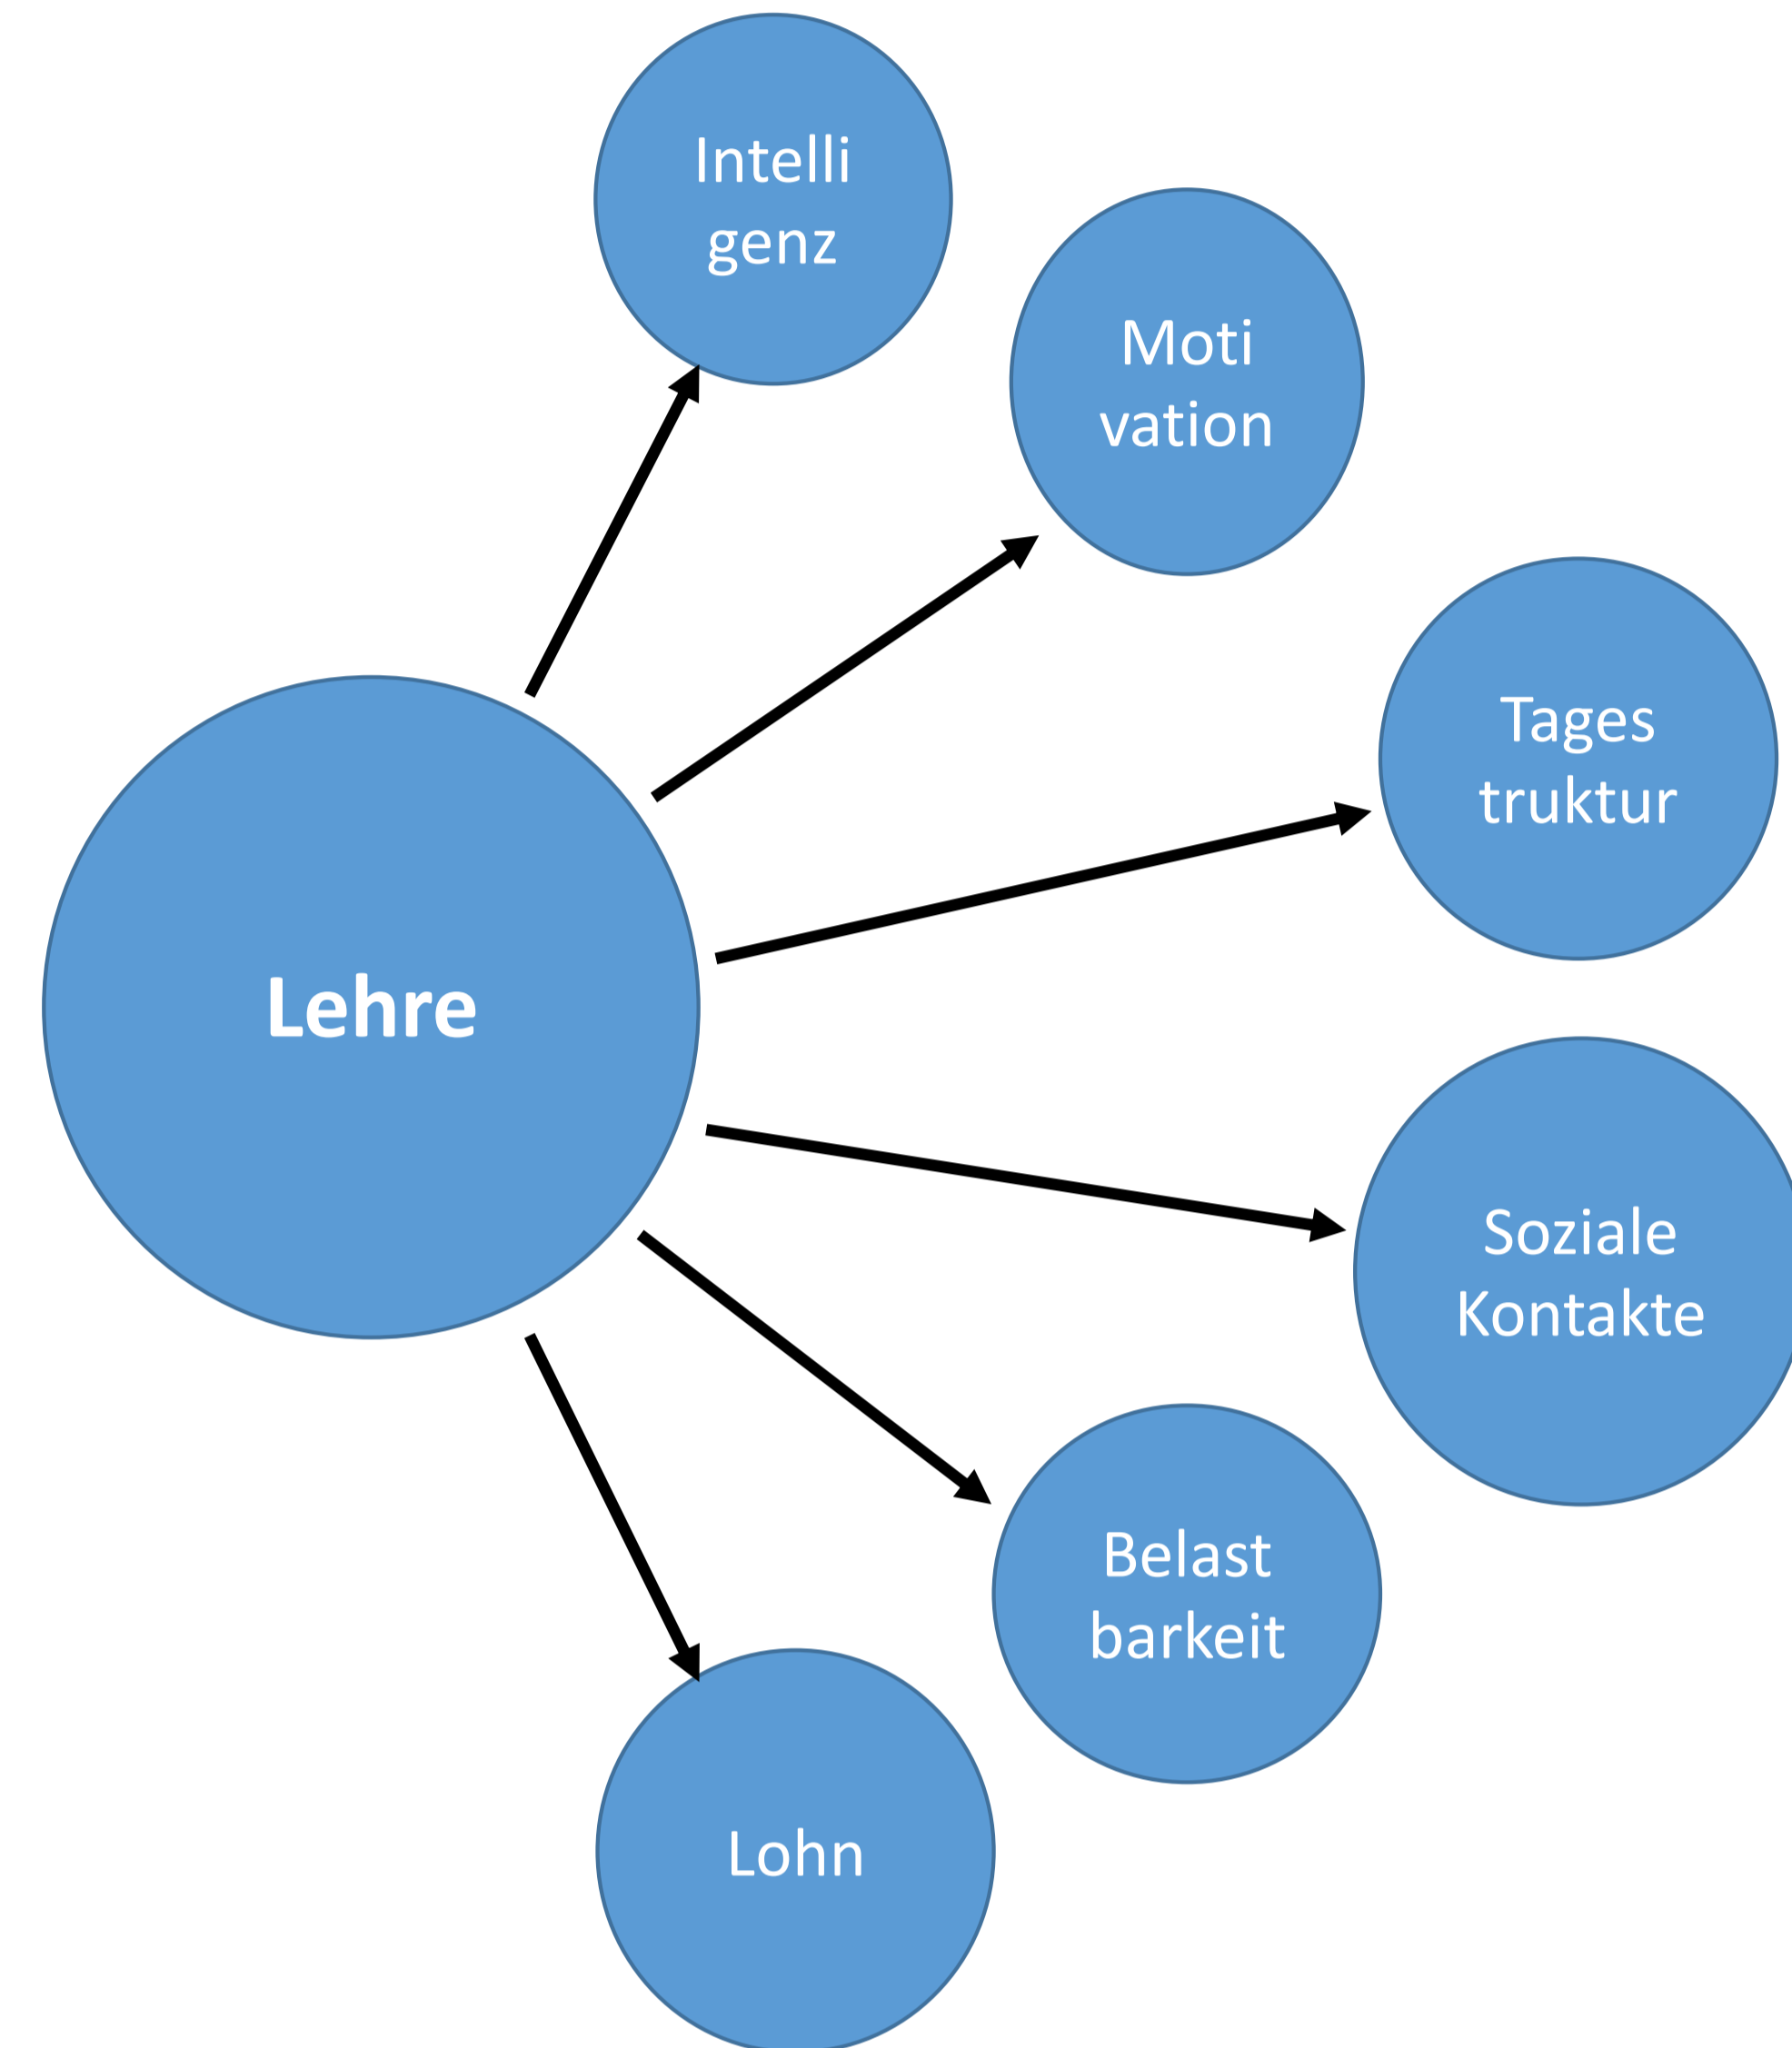 Intelli
genz
Moti
vation
Tages
truktur
Lehre
Soziale
Kontakte
Belast
barkeit
Lohn